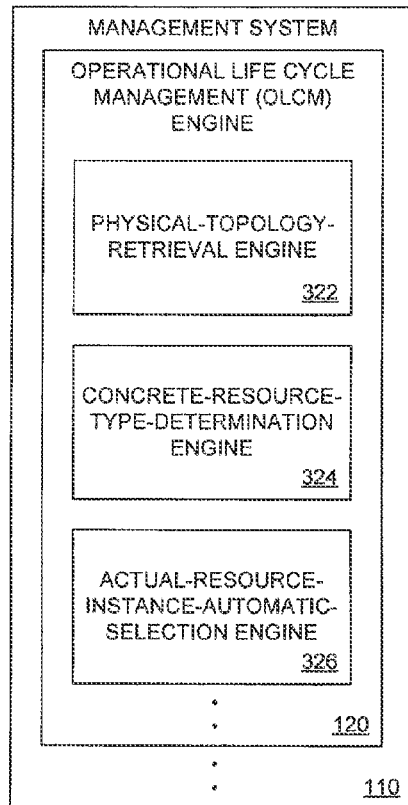 MANAGEMENT SYSTEM
OPERATIONAL LIFE CYCLE
MANAGEMENT (OLCM)
ENGINE
PHYSICAL-TOPOLOGY-
RETRIEVAL ENGINE
322
CONCRETE-RESOURCE-
TYPE-DETERMINATION
ENGINE
324
ACTUAL-RESOURCE-
INSTANCE-AUTOMATIC-
SELECTION ENGINE
326
120
110